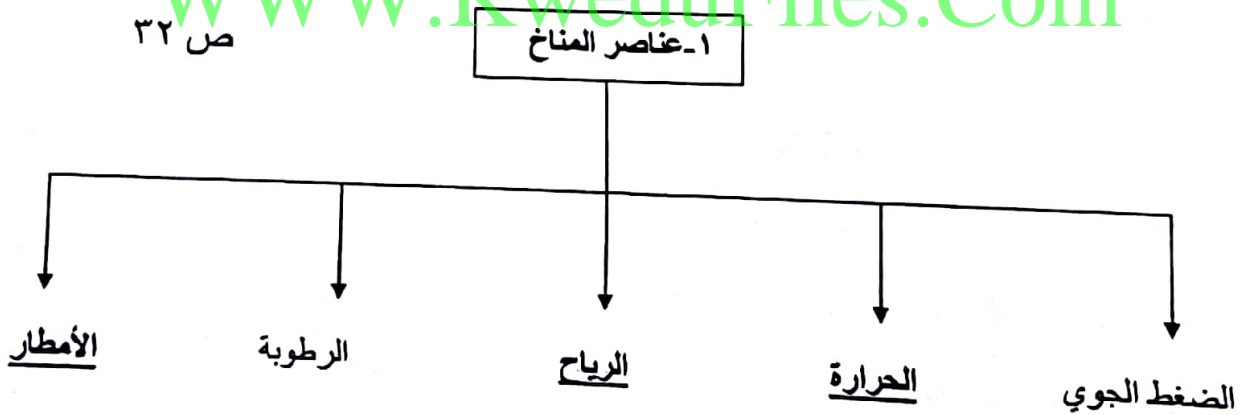 WWW.KweduFiles.Com
ص ٣٢
١-عناصر المناخ
الضغط الجوي
الحرارة
الرياح
الرطوبة
الأمطار